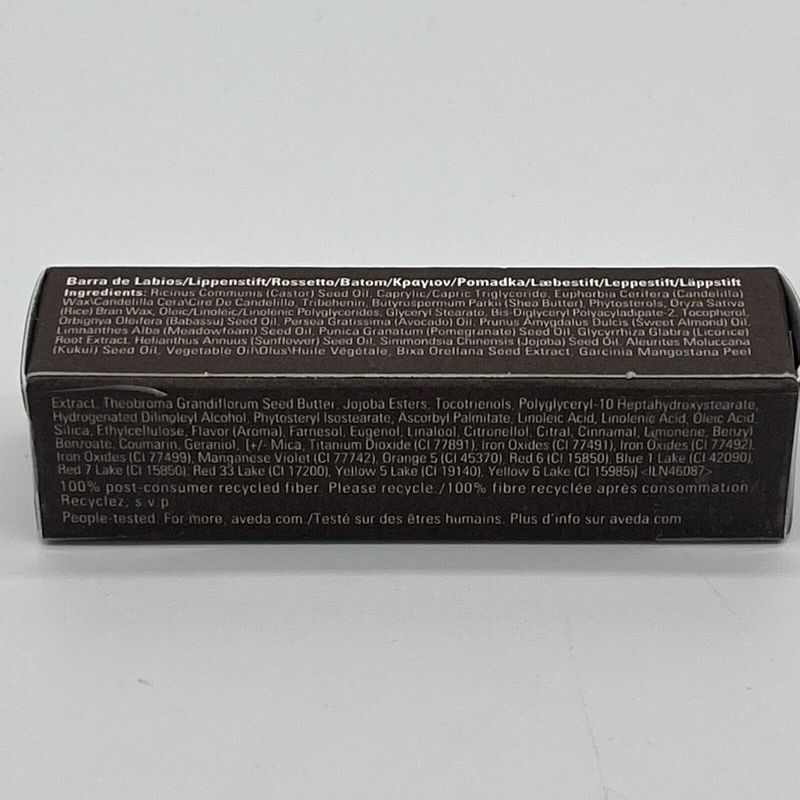 Barra de Labios/Lippenstift/Rossetto/Batom/Κραγιον/Pomadka/Læbestift/Leppestift/Läppstift
Ingredients: Ricinus Communis (Castor) Seed Oil, Caprylic/Capric Triglyceride, Euphorbia Cerifera (Candelilla)
Wax\Candelilla Cera\Cire De Candelilla, Tribehenin, Butyrospermum Parkii (Shea Butter), Phytosterols, Oryza Sativa
(Rice) Bran Wax, Oleic/Linoleic/Linolenic Polyglycerides, Glyceryl Stearate, Bis-Diglyceryl Polyacyladipate-2, Tocopherol,
Orbignya Oleifera (Babassu) Seed Oil, Persea Gratissima (Avocado) Oil, Prunus Amygdalus Dulcis (Sweet Almond) Oil,
Limnanthes Alba (Meadowfoam) Seed Oil, Punica Granatum (Pomegranate) Seed Oil, Glycyrrhiza Glabra (Licorice)
Root Extract, Helianthus Annuus (Sunflower) Seed Oil, Simmondsia Chinensis (Jojoba) Seed Oil, Aleurites Moluccana
(Kukui) Seed Oil, Vegetable Oil\Olus\Huile Végétale, Bixa Orellana Seed Extract, Garcinia Mangostana Peel
Extract, Theobroma Grandiflorum Seed Butter, Jojoba Esters, Tocotrienols, Polyglyceryl-10 Heptahydroxystearate,
Hydrogenated Dilinoleyl Alcohol, Phytosteryl Isostearate, Ascorbyl Palmitate, Linoleic Acid, Linolenic Acid, Oleic Acid,
Silica, Ethylcellulose, Flavor (Aroma), Farnesol, Eugenol, Linalool, Citronellol, Citral, Cinnamal, Limonene, Benzyl
Benzoate, Coumarin, Geraniol, [+/- Mica, Titanium Dioxide (CI 77891), Iron Oxides (CI 77491), Iron Oxides (CI 77492),
Iron Oxides (CI 77499), Manganese Violet (CI 77742), Orange 5 (CI 45370), Red 6 (CI 15850), Blue 1 Lake (CI 42090),
Red 7 Lake (CI 15850), Red 33 Lake (CI 17200), Yellow 5 Lake (CI 19140), Yellow 6 Lake (CI 15985)] <ILN46087>
100% post-consumer recycled fiber. Please recycle./100% fibre recyclée après consommation.
Recyclez, s.v.p.
People-tested. For more, aveda.com./Testé sur des êtres humains. Plus d'info sur aveda.com